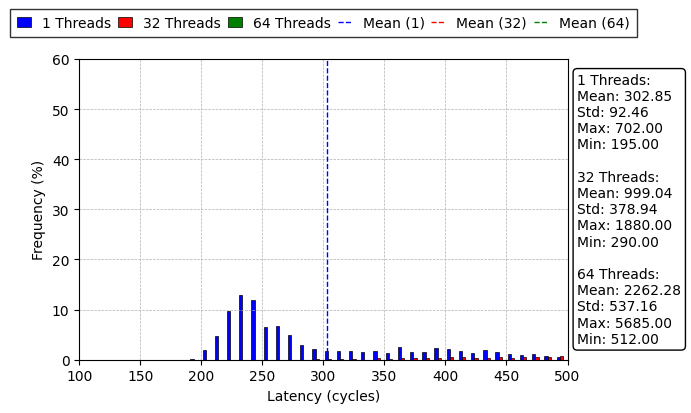 1 Threads 32 Threads 64 Threads Mean (1) Mean (32) Mean (64)
60
50
40
30
20
10
0
Frequency (%)
100 150 200 250 300 350 400 450 500
Latency (cycles)
1 Threads:
Mean: 302.85
Std: 92.46
Max: 702.00
Min: 195.00
32 Threads:
Mean: 999.04
Std: 378.94
Max: 1880.00
Min: 290.00
64 Threads:
Mean: 2262.28
Std: 537.16
Max: 5685.00
Min: 512.00